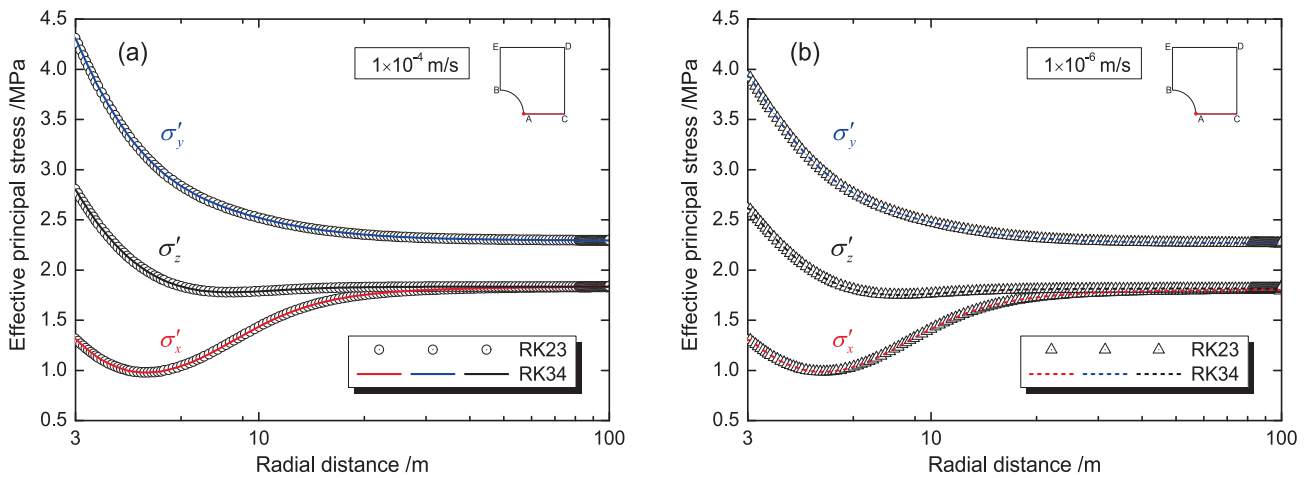 (a)
1×10⁻⁴ m/s
E D
B
A C
σ′y
σ′z
σ′x
RK23
RK34
4.5
4.0
3.5
3.0
2.5
2.0
1.5
1.0
0.5
Effective principal stress /MPa
3 10 100
Radial distance /m
(b)
1×10⁻⁶ m/s
E D
B
A C
σ′y
σ′z
σ′x
RK23
RK34
4.5
4.0
3.5
3.0
2.5
2.0
1.5
1.0
0.5
Effective principal stress /MPa
3 10 100
Radial distance /m